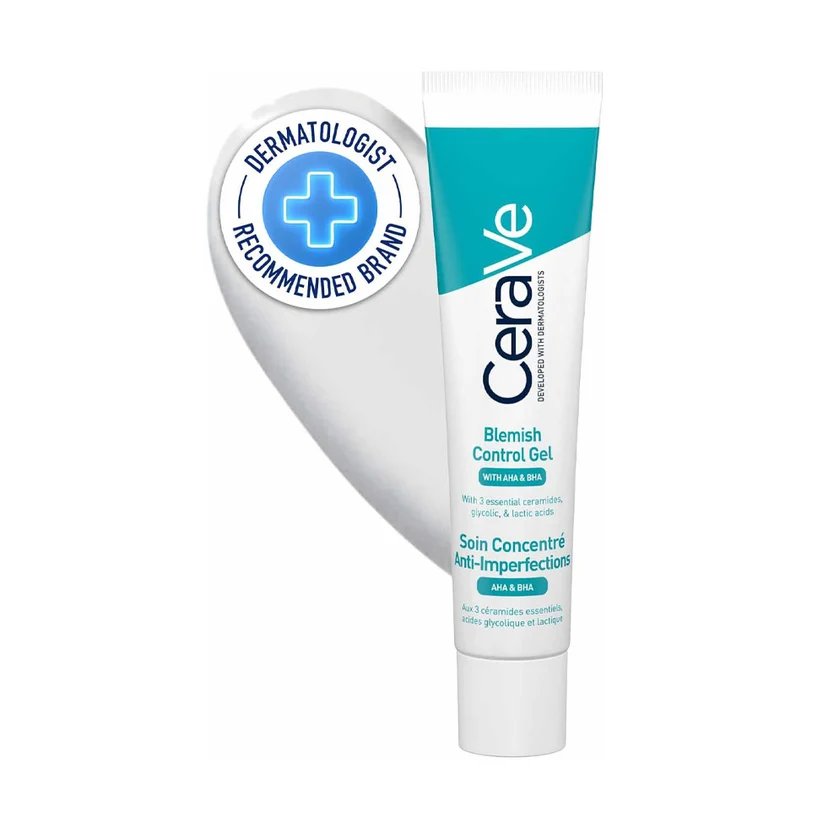 DERMATOLOGIST
RECOMMENDED BRAND
CeraVe
DEVELOPED WITH DERMATOLOGISTS
Blemish
Control Gel
WITH AHA & BHA
With 3 essential ceramides,
glycolic, & lactic acids
Soin Concentré
Anti-Imperfections
AHA & BHA
Aux 3 céramides essentiels,
acides glycolique et lactique